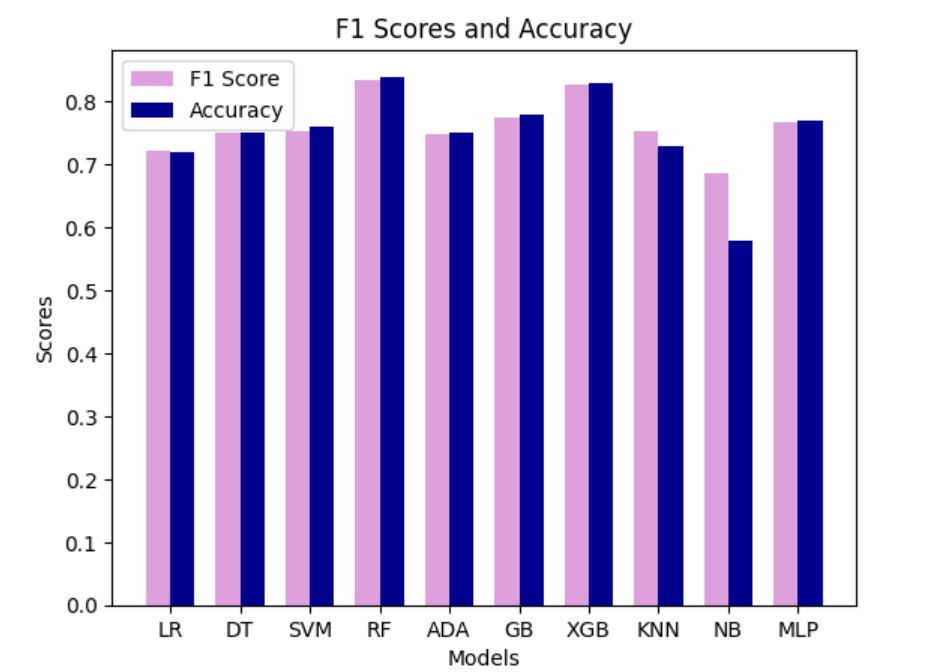 F1 Scores and Accuracy
F1 Score
Accuracy
Scores
0.8
0.7
0.6
0.5
0.4
0.3
0.2
0.1
0.0
LR DT SVM RF ADA GB XGB KNN NB MLP
Models